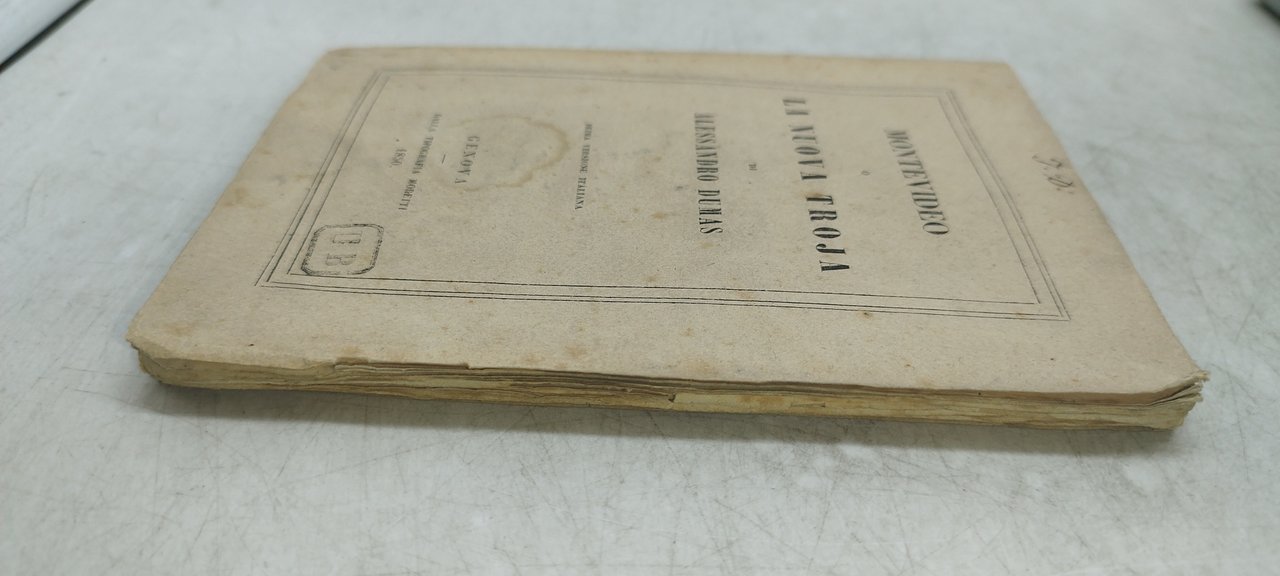 MONTEVIDEO
O
LA NUOVA TROJA
DI
ALESSANDRO DUMAS
PRIMA VERSIONE ITALIANA
GENOVA
DALLA TIPOGRAFIA MORETTI
1850